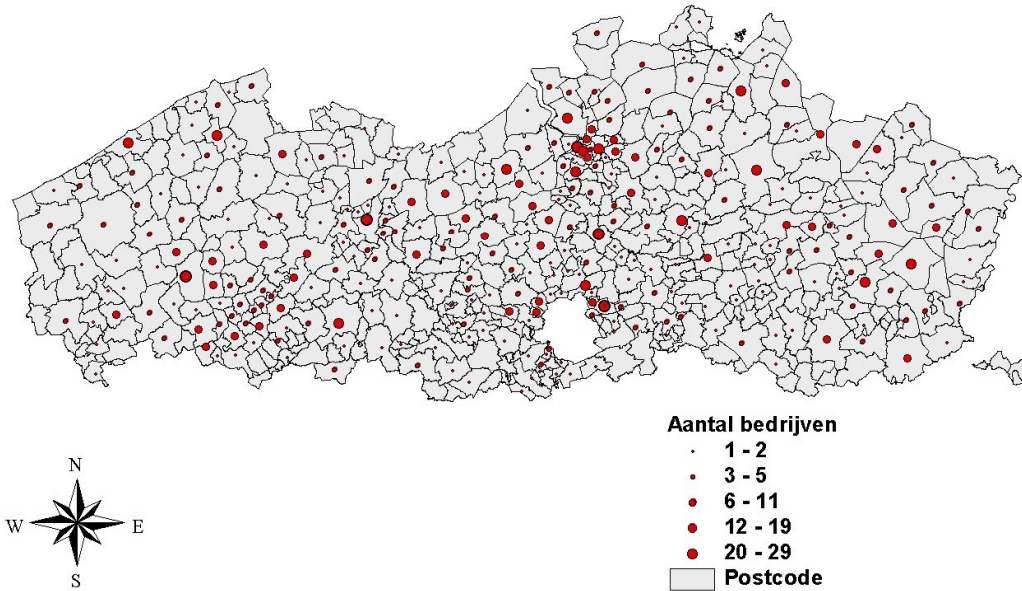 Aantal bedrijven
1 - 2
3 - 5
6 - 11
12 - 19
20 - 29
Postcode
N
W E
S